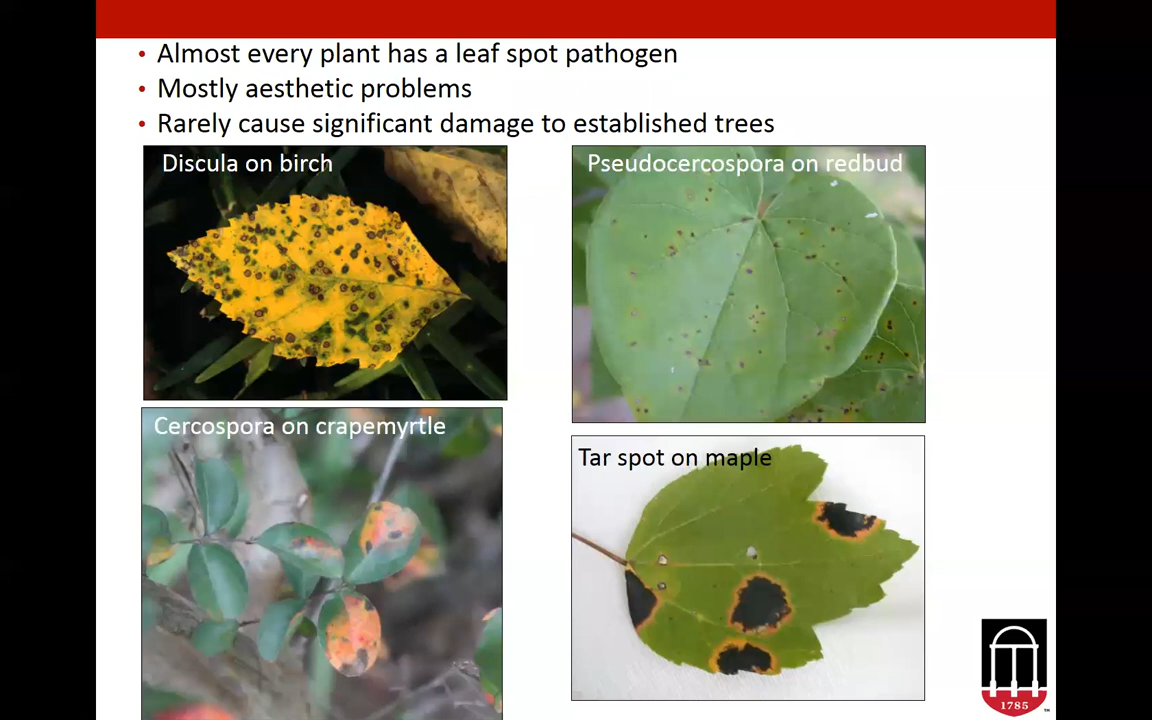 • Almost every plant has a leaf spot pathogen
• Mostly aesthetic problems
• Rarely cause significant damage to established trees
Discula on birch
Pseudocercospora on redbud
Cercospora on crapemyrtle
Tar spot on maple
1785
TM